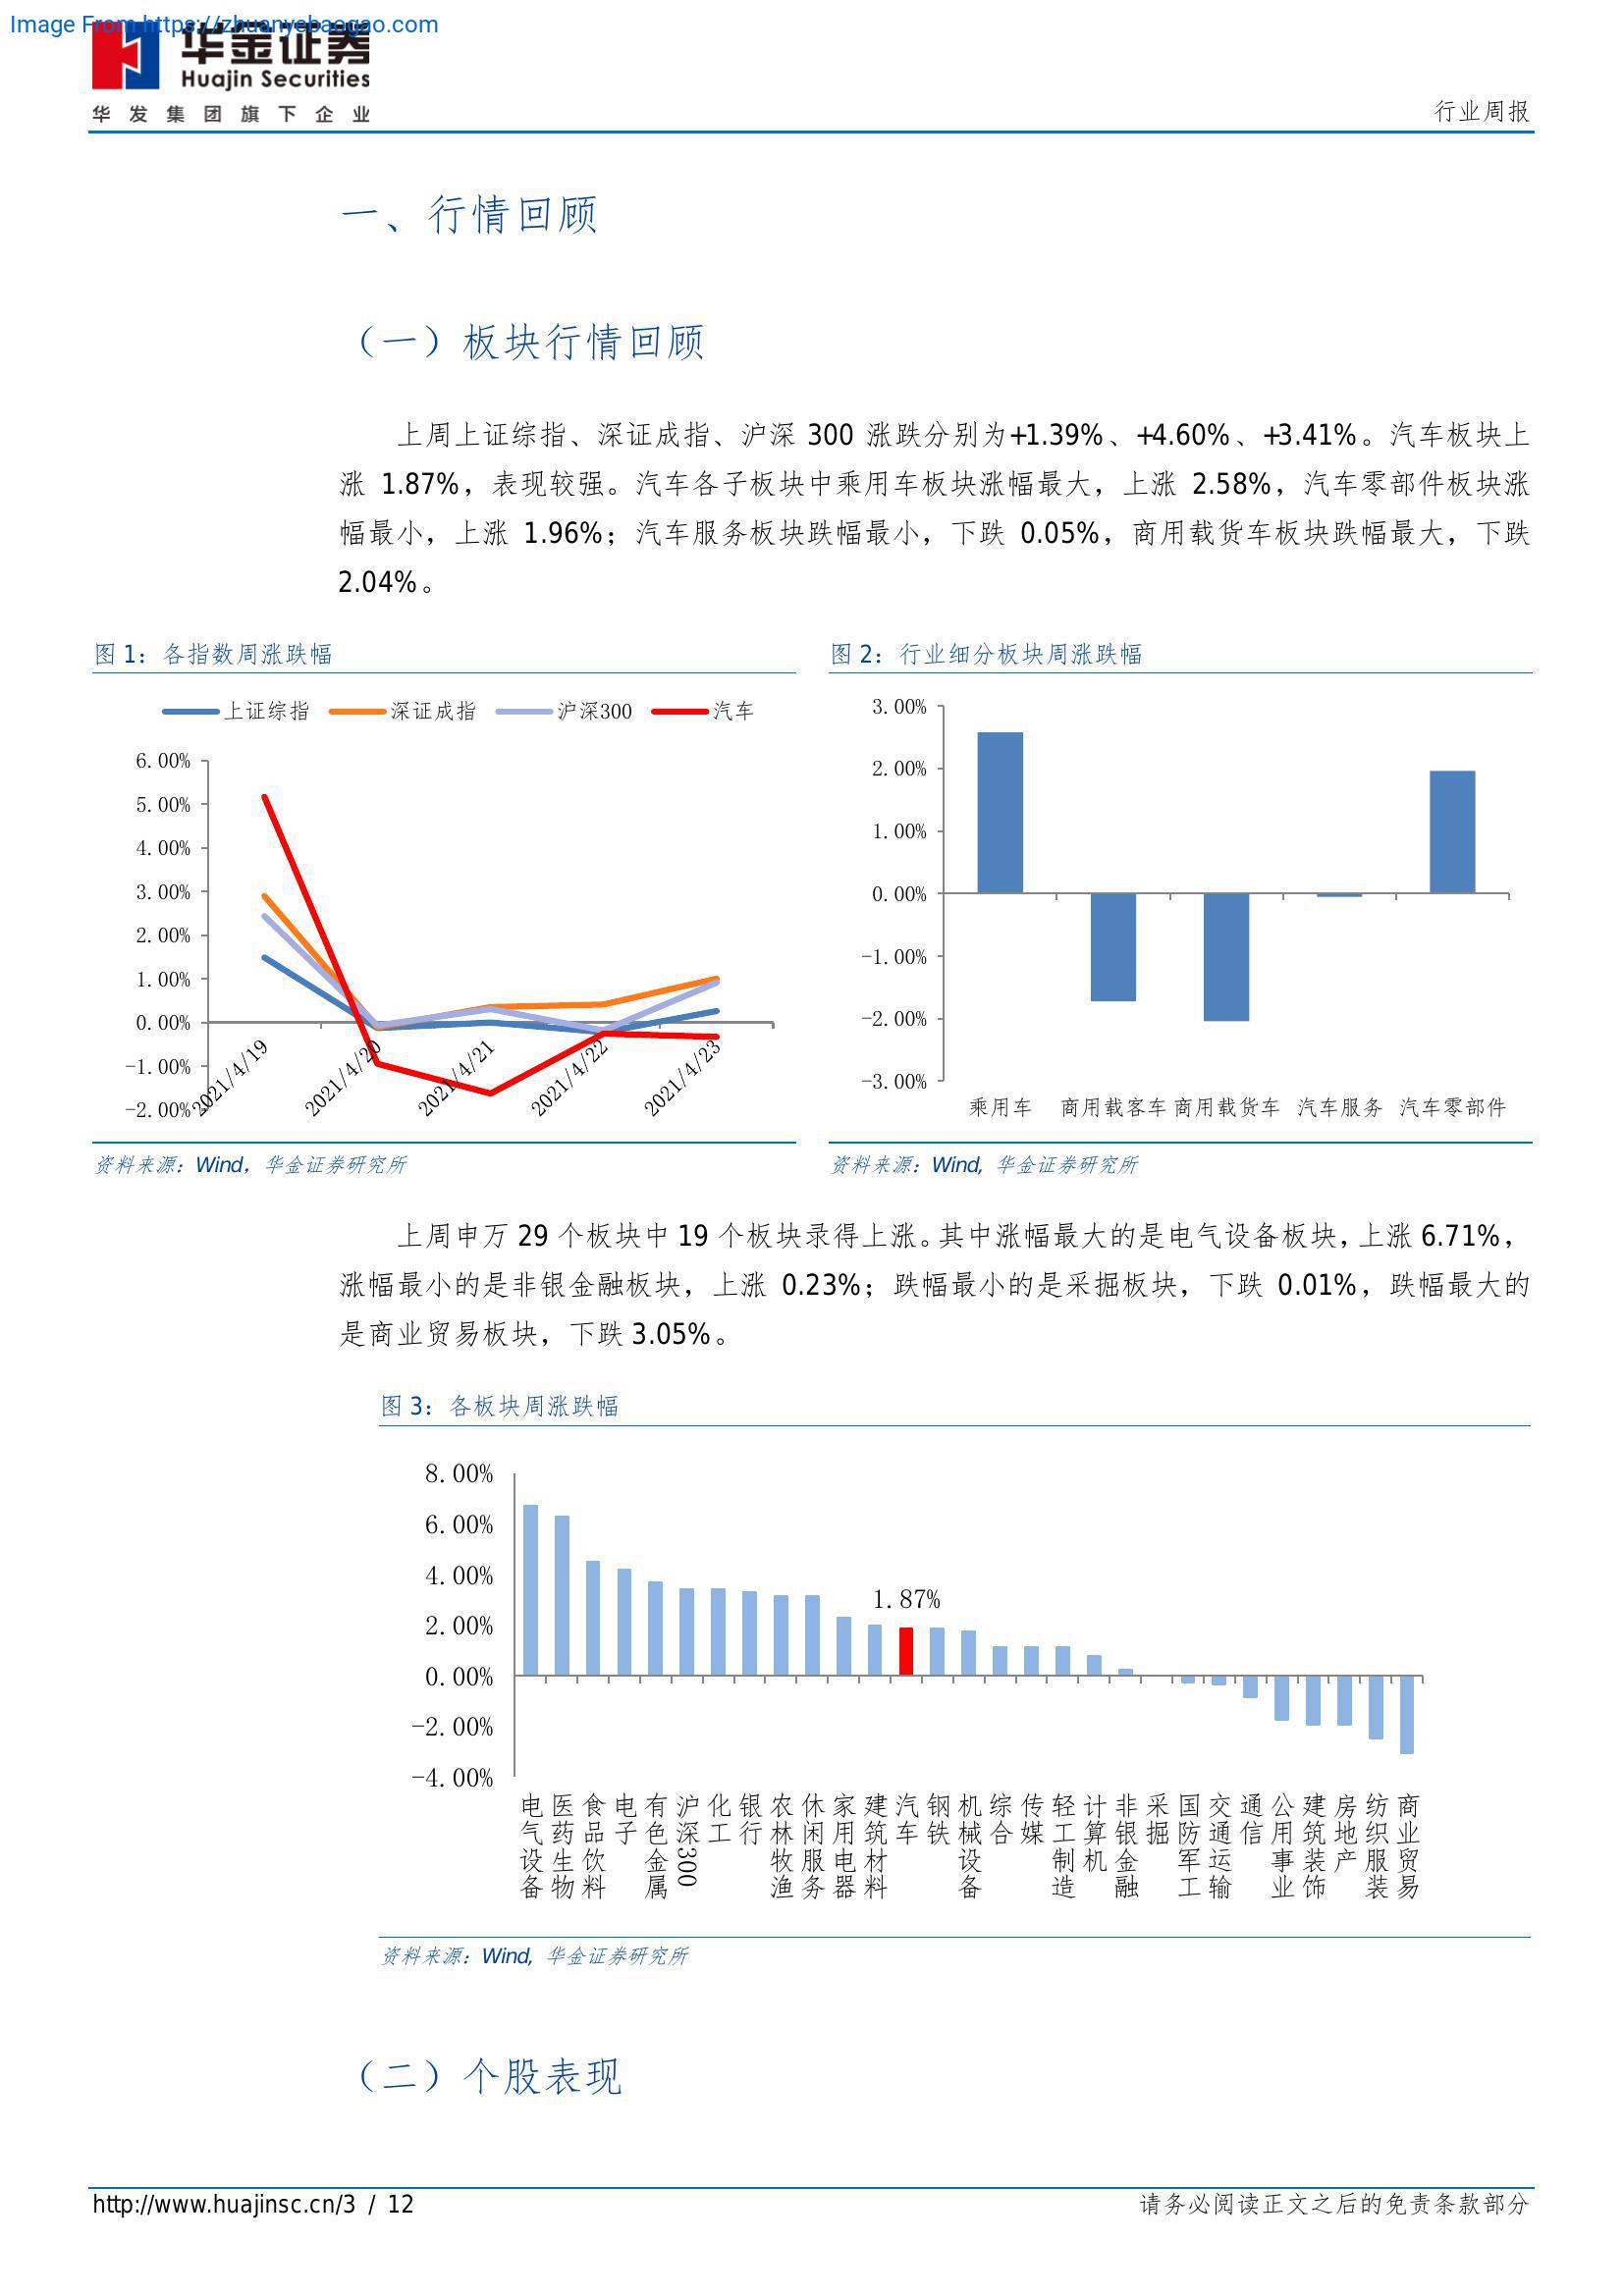 Image From https://zhuanyebaogao.com
华金证券
Huajin Securities
华发集团旗下企业
行业周报
一、行情回顾
（一）板块行情回顾
上周上证综指、深证成指、沪深 300 涨跌分别为+1.39%、+4.60%、+3.41%。汽车板块上
涨 1.87%，表现较强。汽车各子板块中乘用车板块涨幅最大，上涨 2.58%，汽车零部件板块涨
幅最小，上涨 1.96%；汽车服务板块跌幅最小，下跌 0.05%，商用载货车板块跌幅最大，下跌
2.04%。
图 1：各指数周涨跌幅
上证综指 深证成指 沪深300 汽车
6.00%
5.00%
4.00%
3.00%
2.00%
1.00%
0.00%
-1.00%
-2.00%
2021/4/19 2021/4/20 2021/4/21 2021/4/22 2021/4/23
资料来源：Wind，华金证券研究所
图 2：行业细分板块周涨跌幅
3.00%
2.00%
1.00%
0.00%
-1.00%
-2.00%
-3.00%
乘用车 商用载客车 商用载货车 汽车服务 汽车零部件
资料来源：Wind, 华金证券研究所
上周申万 29 个板块中 19 个板块录得上涨。其中涨幅最大的是电气设备板块，上涨 6.71%，
涨幅最小的是非银金融板块，上涨 0.23%；跌幅最小的是采掘板块，下跌 0.01%，跌幅最大的
是商业贸易板块，下跌 3.05%。
图 3：各板块周涨跌幅
8.00%
6.00%
4.00%
2.00%
0.00%
-2.00%
-4.00%
1.87%
电气设备 医药生物 食品饮料 电子 有色金属 沪深300 化工 银行 农林牧渔 休闲服务 家用电器 建筑材料 汽车 钢铁 机械设备 综合 传媒 轻工制造 计算机 非银金融 采掘 国防军工 交通运输 通信 公用事业 建筑装饰 房地产 纺织服装 商业贸易
资料来源：Wind, 华金证券研究所
（二）个股表现
http://www.huajinsc.cn/3 / 12
请务必阅读正文之后的免责条款部分